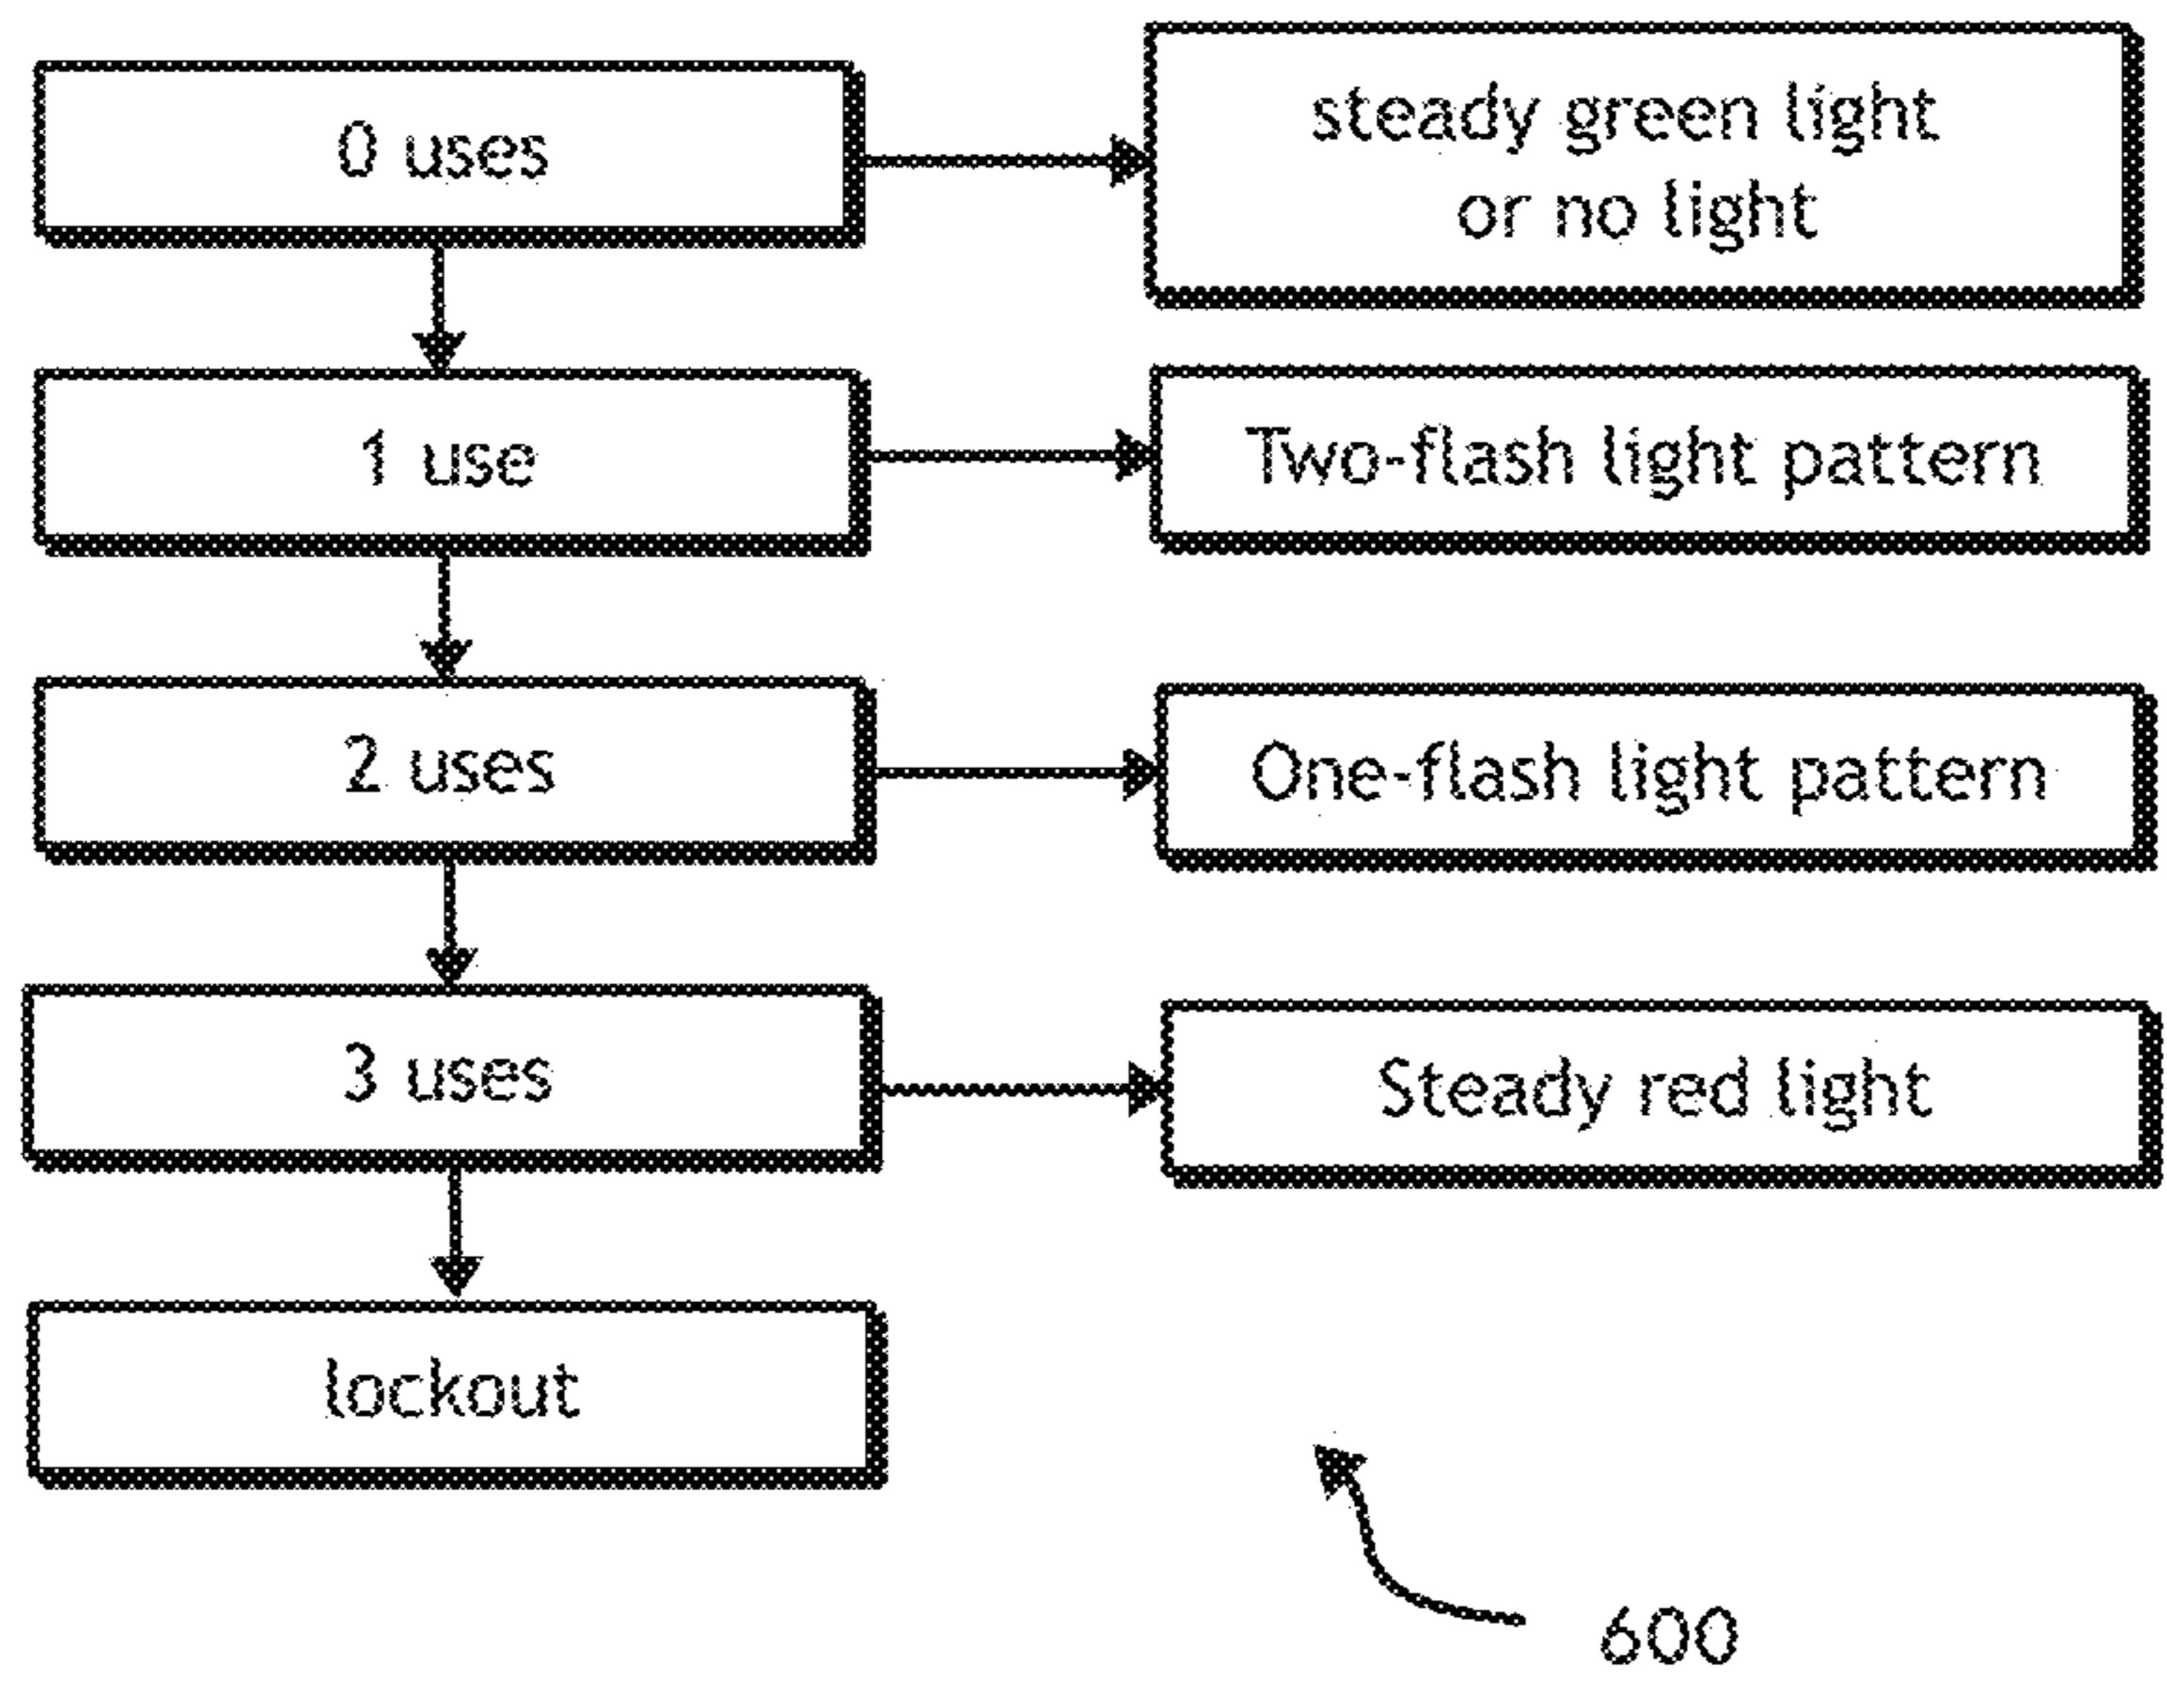 0 uses
steady green light
or no light
1 use
Two-flash light pattern
2 uses
One-flash light pattern
3 uses
Steady red light
lockout
600